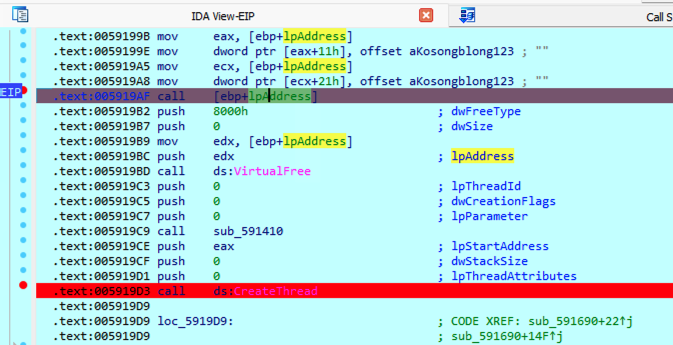 IDA View-EIP
Call S
.text:0059199B mov eax, [ebp+lpAddress]
.text:0059199E mov dword ptr [eax+11h], offset aKosongblong123 ; ""
.text:005919A5 mov ecx, [ebp+lpAddress]
.text:005919A8 mov dword ptr [ecx+21h], offset aKosongblong123 ; ""
EIP .text:005919AF call [ebp+lpAddress]
.text:005919B2 push 8000h ; dwFreeType
.text:005919B7 push 0 ; dwSize
.text:005919B9 mov edx, [ebp+lpAddress]
.text:005919BC push edx ; lpAddress
.text:005919BD call ds:VirtualFree
.text:005919C3 push 0 ; lpThreadId
.text:005919C5 push 0 ; dwCreationFlags
.text:005919C7 push 0 ; lpParameter
.text:005919C9 call sub_591410
.text:005919CE push eax ; lpStartAddress
.text:005919CF push 0 ; dwStackSize
.text:005919D1 push 0 ; lpThreadAttributes
.text:005919D3 call ds:CreateThread
.text:005919D9
.text:005919D9 loc_5919D9: ; CODE XREF: sub_591690+22↑j
.text:005919D9 ; sub_591690+14F↑j